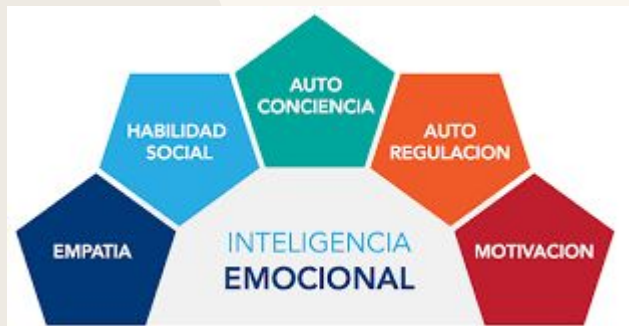 AUTO
CONCIENCIA
HABILIDAD
SOCIAL
AUTO
REGULACION
EMPATIA
INTELIGENCIA
EMOCIONAL
MOTIVACION